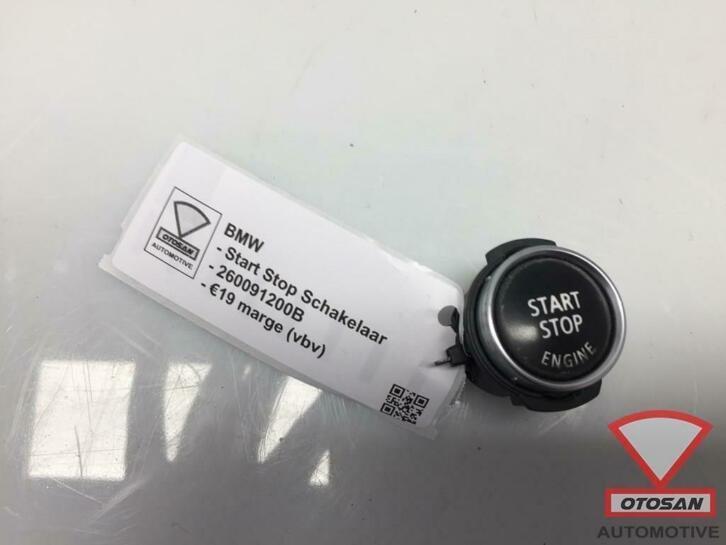 OTOSAN
AUTOMOTIVE
BMW
- Start Stop Schakelaar
- 260091200B
- €19 marge (vbv)
START
STOP
ENGINE
OTOSAN
AUTOMOTIVE